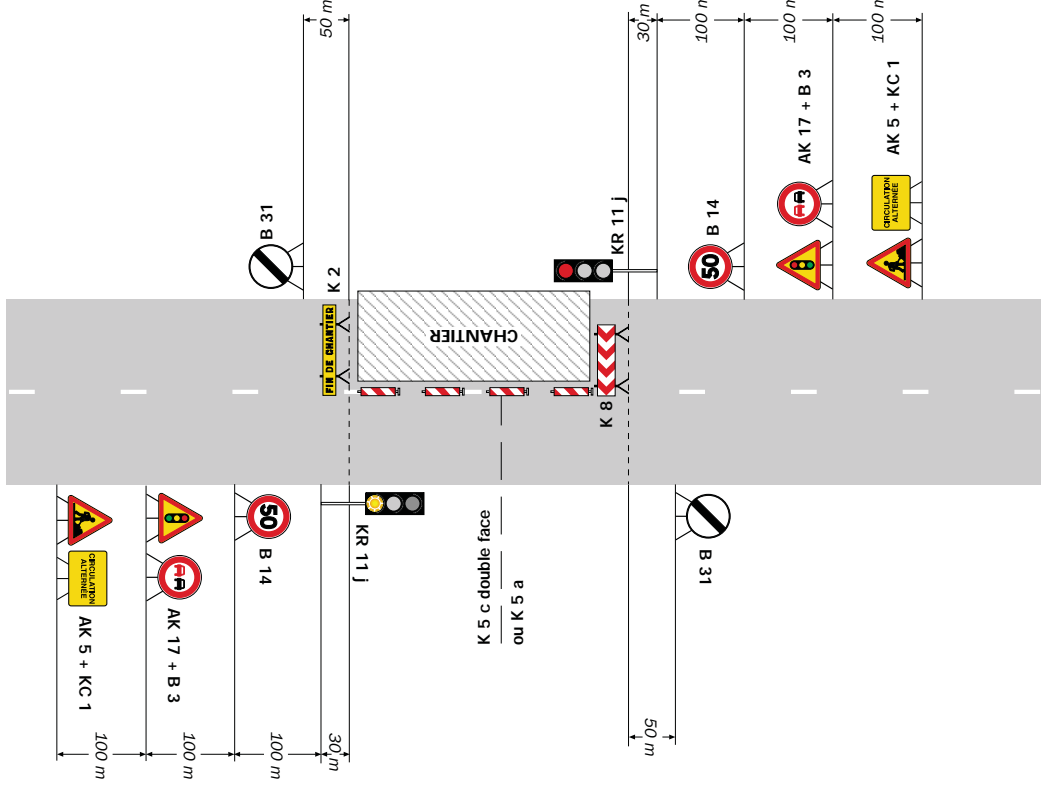 50 m
30 m
100 m
100 m
100 m
B 31
K 2
KR 11 j
B 14
50
AK 17 + B 3
AK 5 + KC 1
CIRCULATION
ALTERNÉE
FIN DE CHANTIER
CHANTIER
K 8
K 5 c double face
ou K 5 a
CIRCULATION
ALTERNÉE
AK 5 + KC 1
AK 17 + B 3
50
B 14
KR 11 j
B 31
100 m
100 m
100 m
30 m
50 m